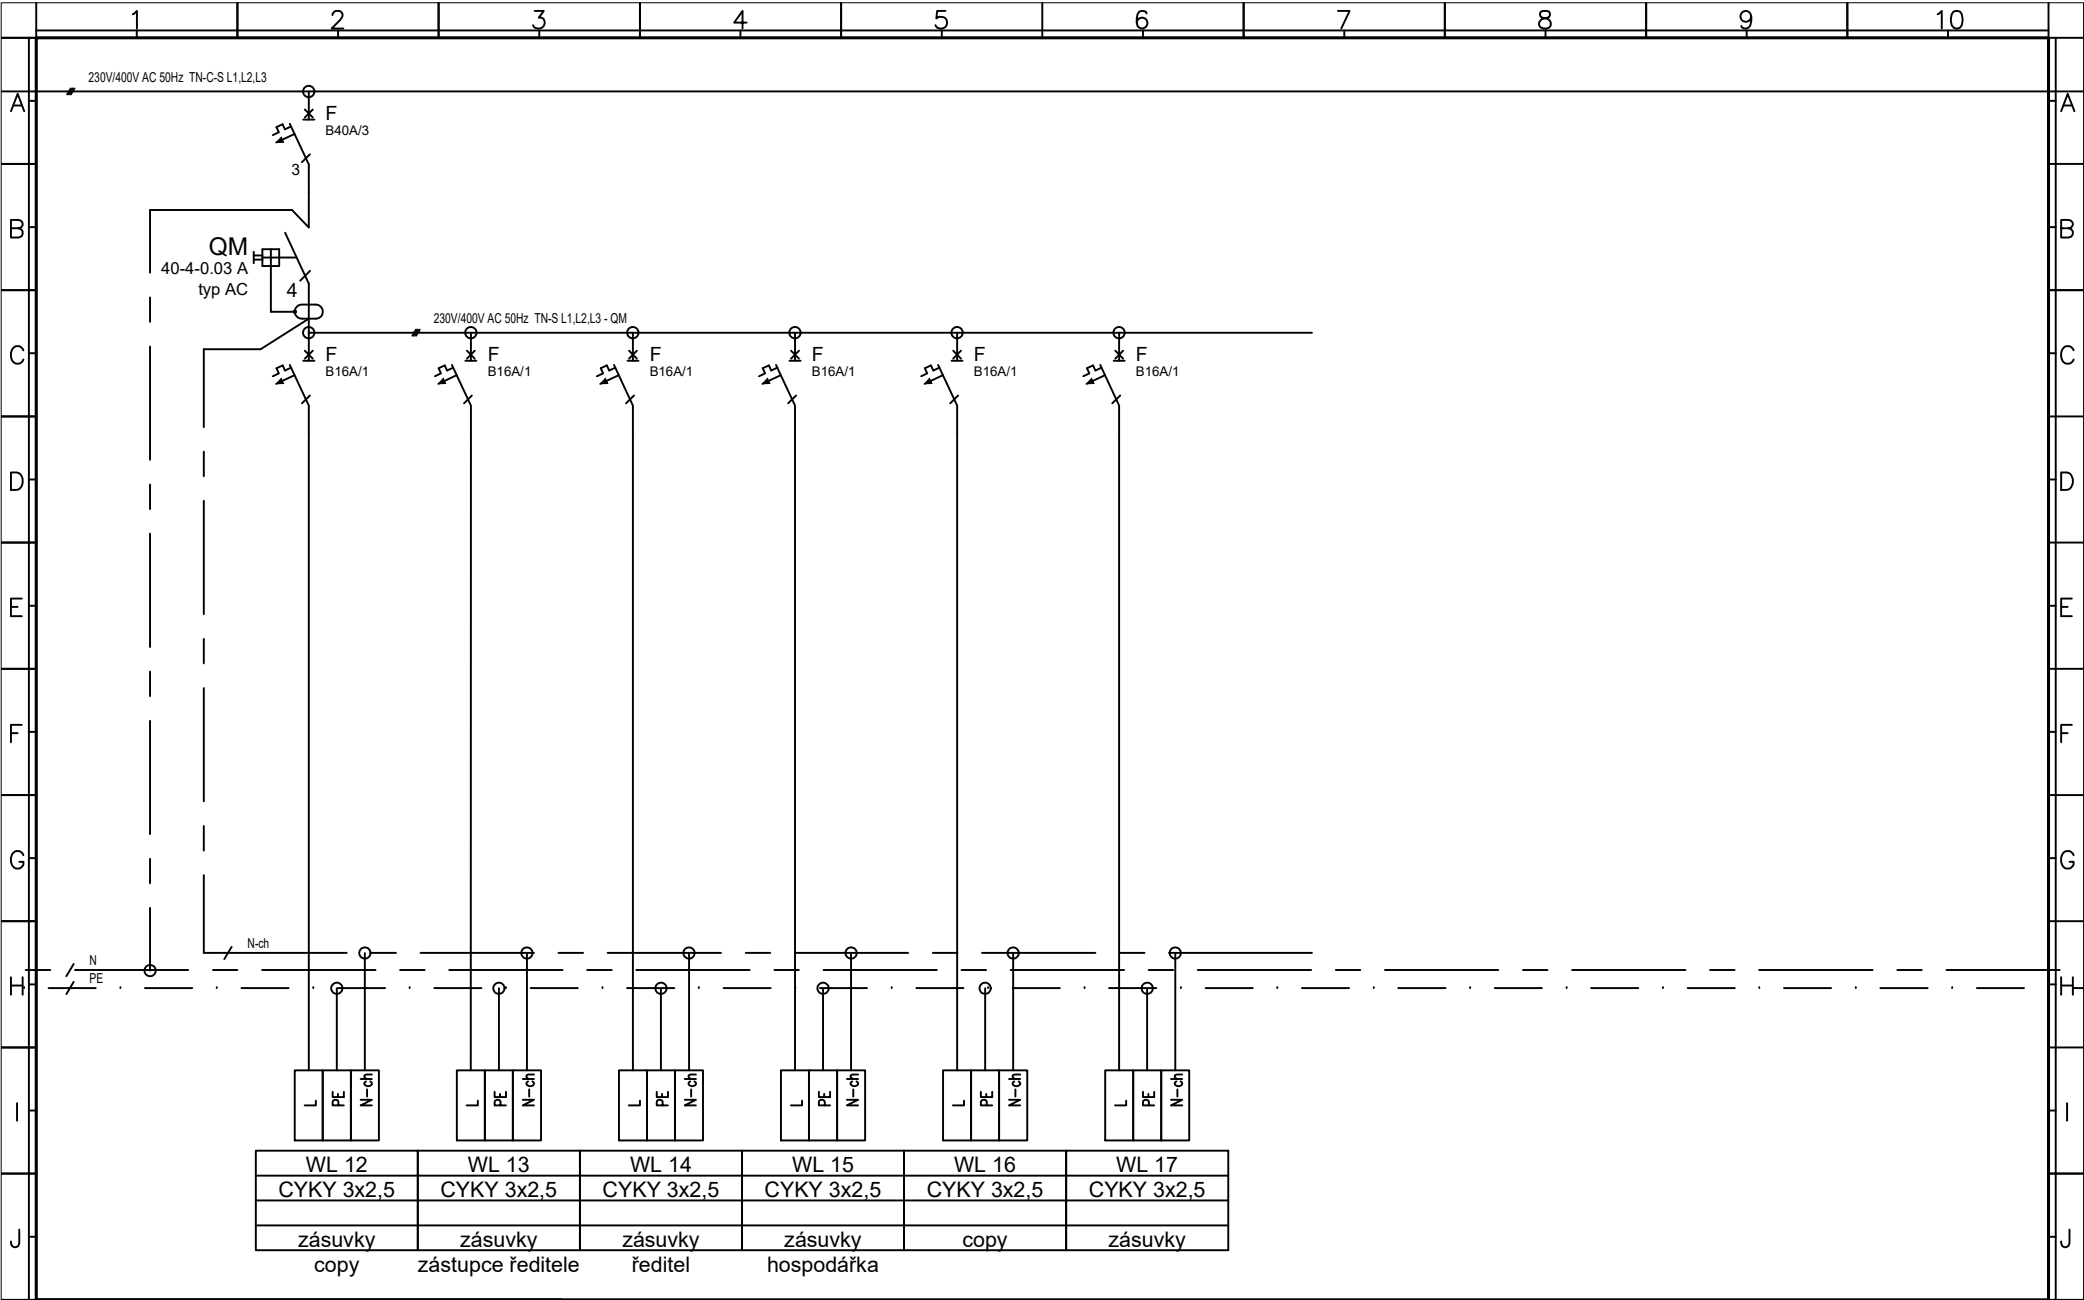 1 2 3 4 5 6 7 8 9 10
230V/400V AC 50Hz TN-C-S L1,L2,L3
A A
F
B40A/3
3
B B
QM
40-4-0.03 A
typ AC
4
230V/400V AC 50Hz TN-S L1,L2,L3 - QM
C C
F F F F F F
B16A/1 B16A/1 B16A/1 B16A/1 B16A/1 B16A/1
D D
E E
F F
G G
N-ch
N
PE
H H
L PE N-ch L PE N-ch L PE N-ch L PE N-ch L PE N-ch L PE N-ch
I I
WL 12 WL 13 WL 14 WL 15 WL 16 WL 17
CYKY 3x2,5 CYKY 3x2,5 CYKY 3x2,5 CYKY 3x2,5 CYKY 3x2,5 CYKY 3x2,5
J J
zásuvky zásuvky zásuvky zásuvky copy zásuvky
copy zástupce ředitele ředitel hospodářka